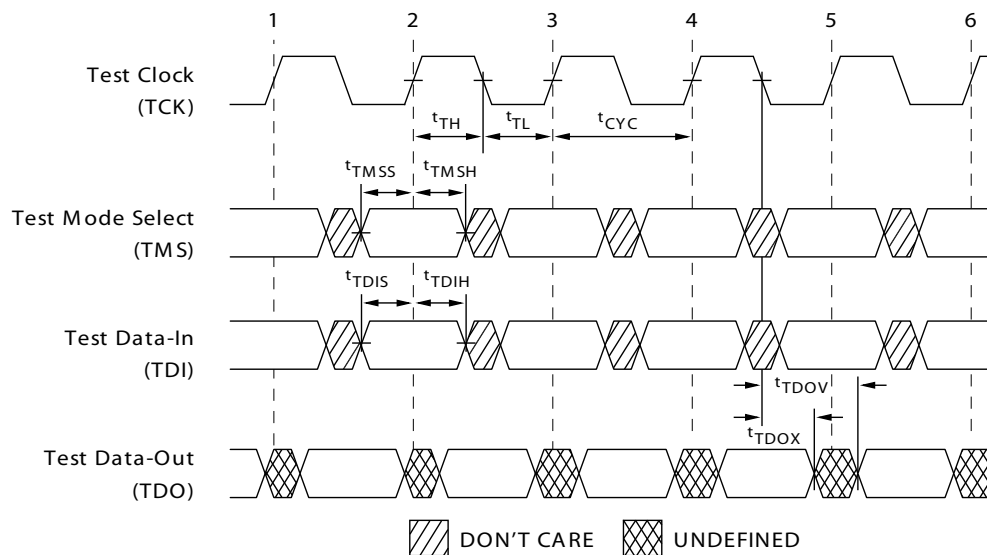 1 2 3 4 5 6
Test Clock
(TCK)
tTH tTL tCYC
tTMSS tTMSH
Test Mode Select
(TMS)
tTDIS tTDIH
Test Data-In
(TDI)
tTDOV
tTDOX
Test Data-Out
(TDO)
DON'T CARE UNDEFINED